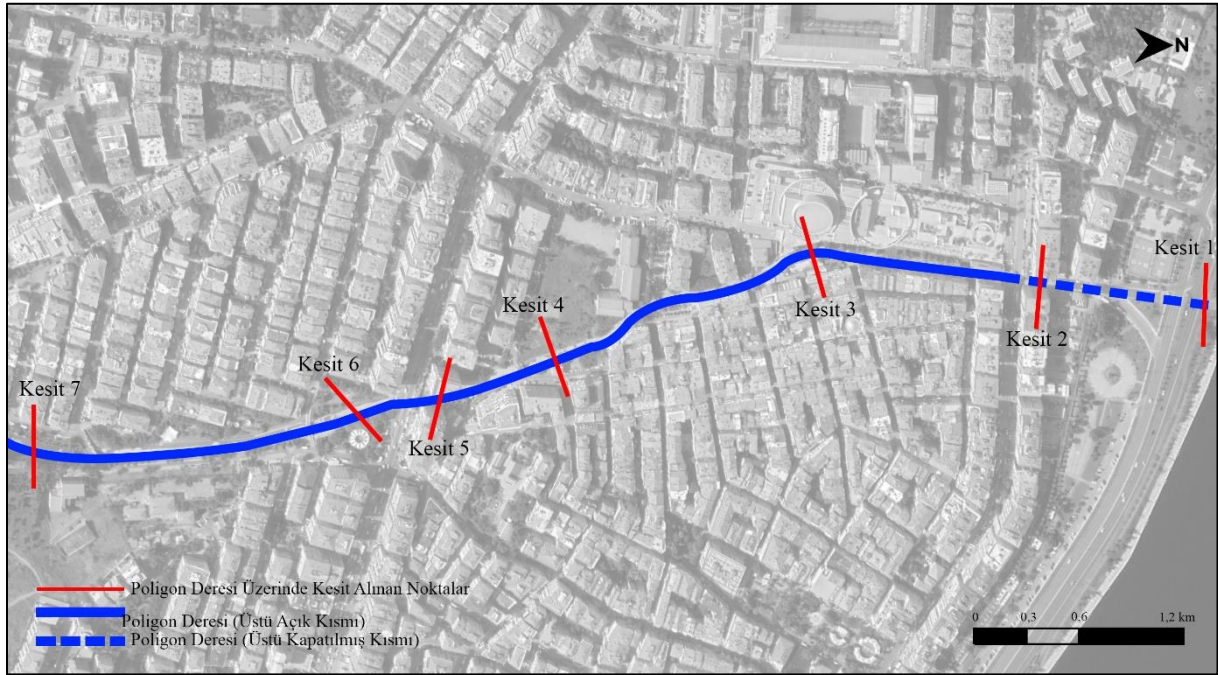 N
Kesit 1
Kesit 2
Kesit 3
Kesit 4
Kesit 5
Kesit 6
Kesit 7
Poligon Deresi Üzerinde Kesit Alınan Noktalar
Poligon Deresi (Üstü Açık Kısmı)
Poligon Deresi (Üstü Kapatılmış Kısmı)
0 0,3 0,6 1,2 km